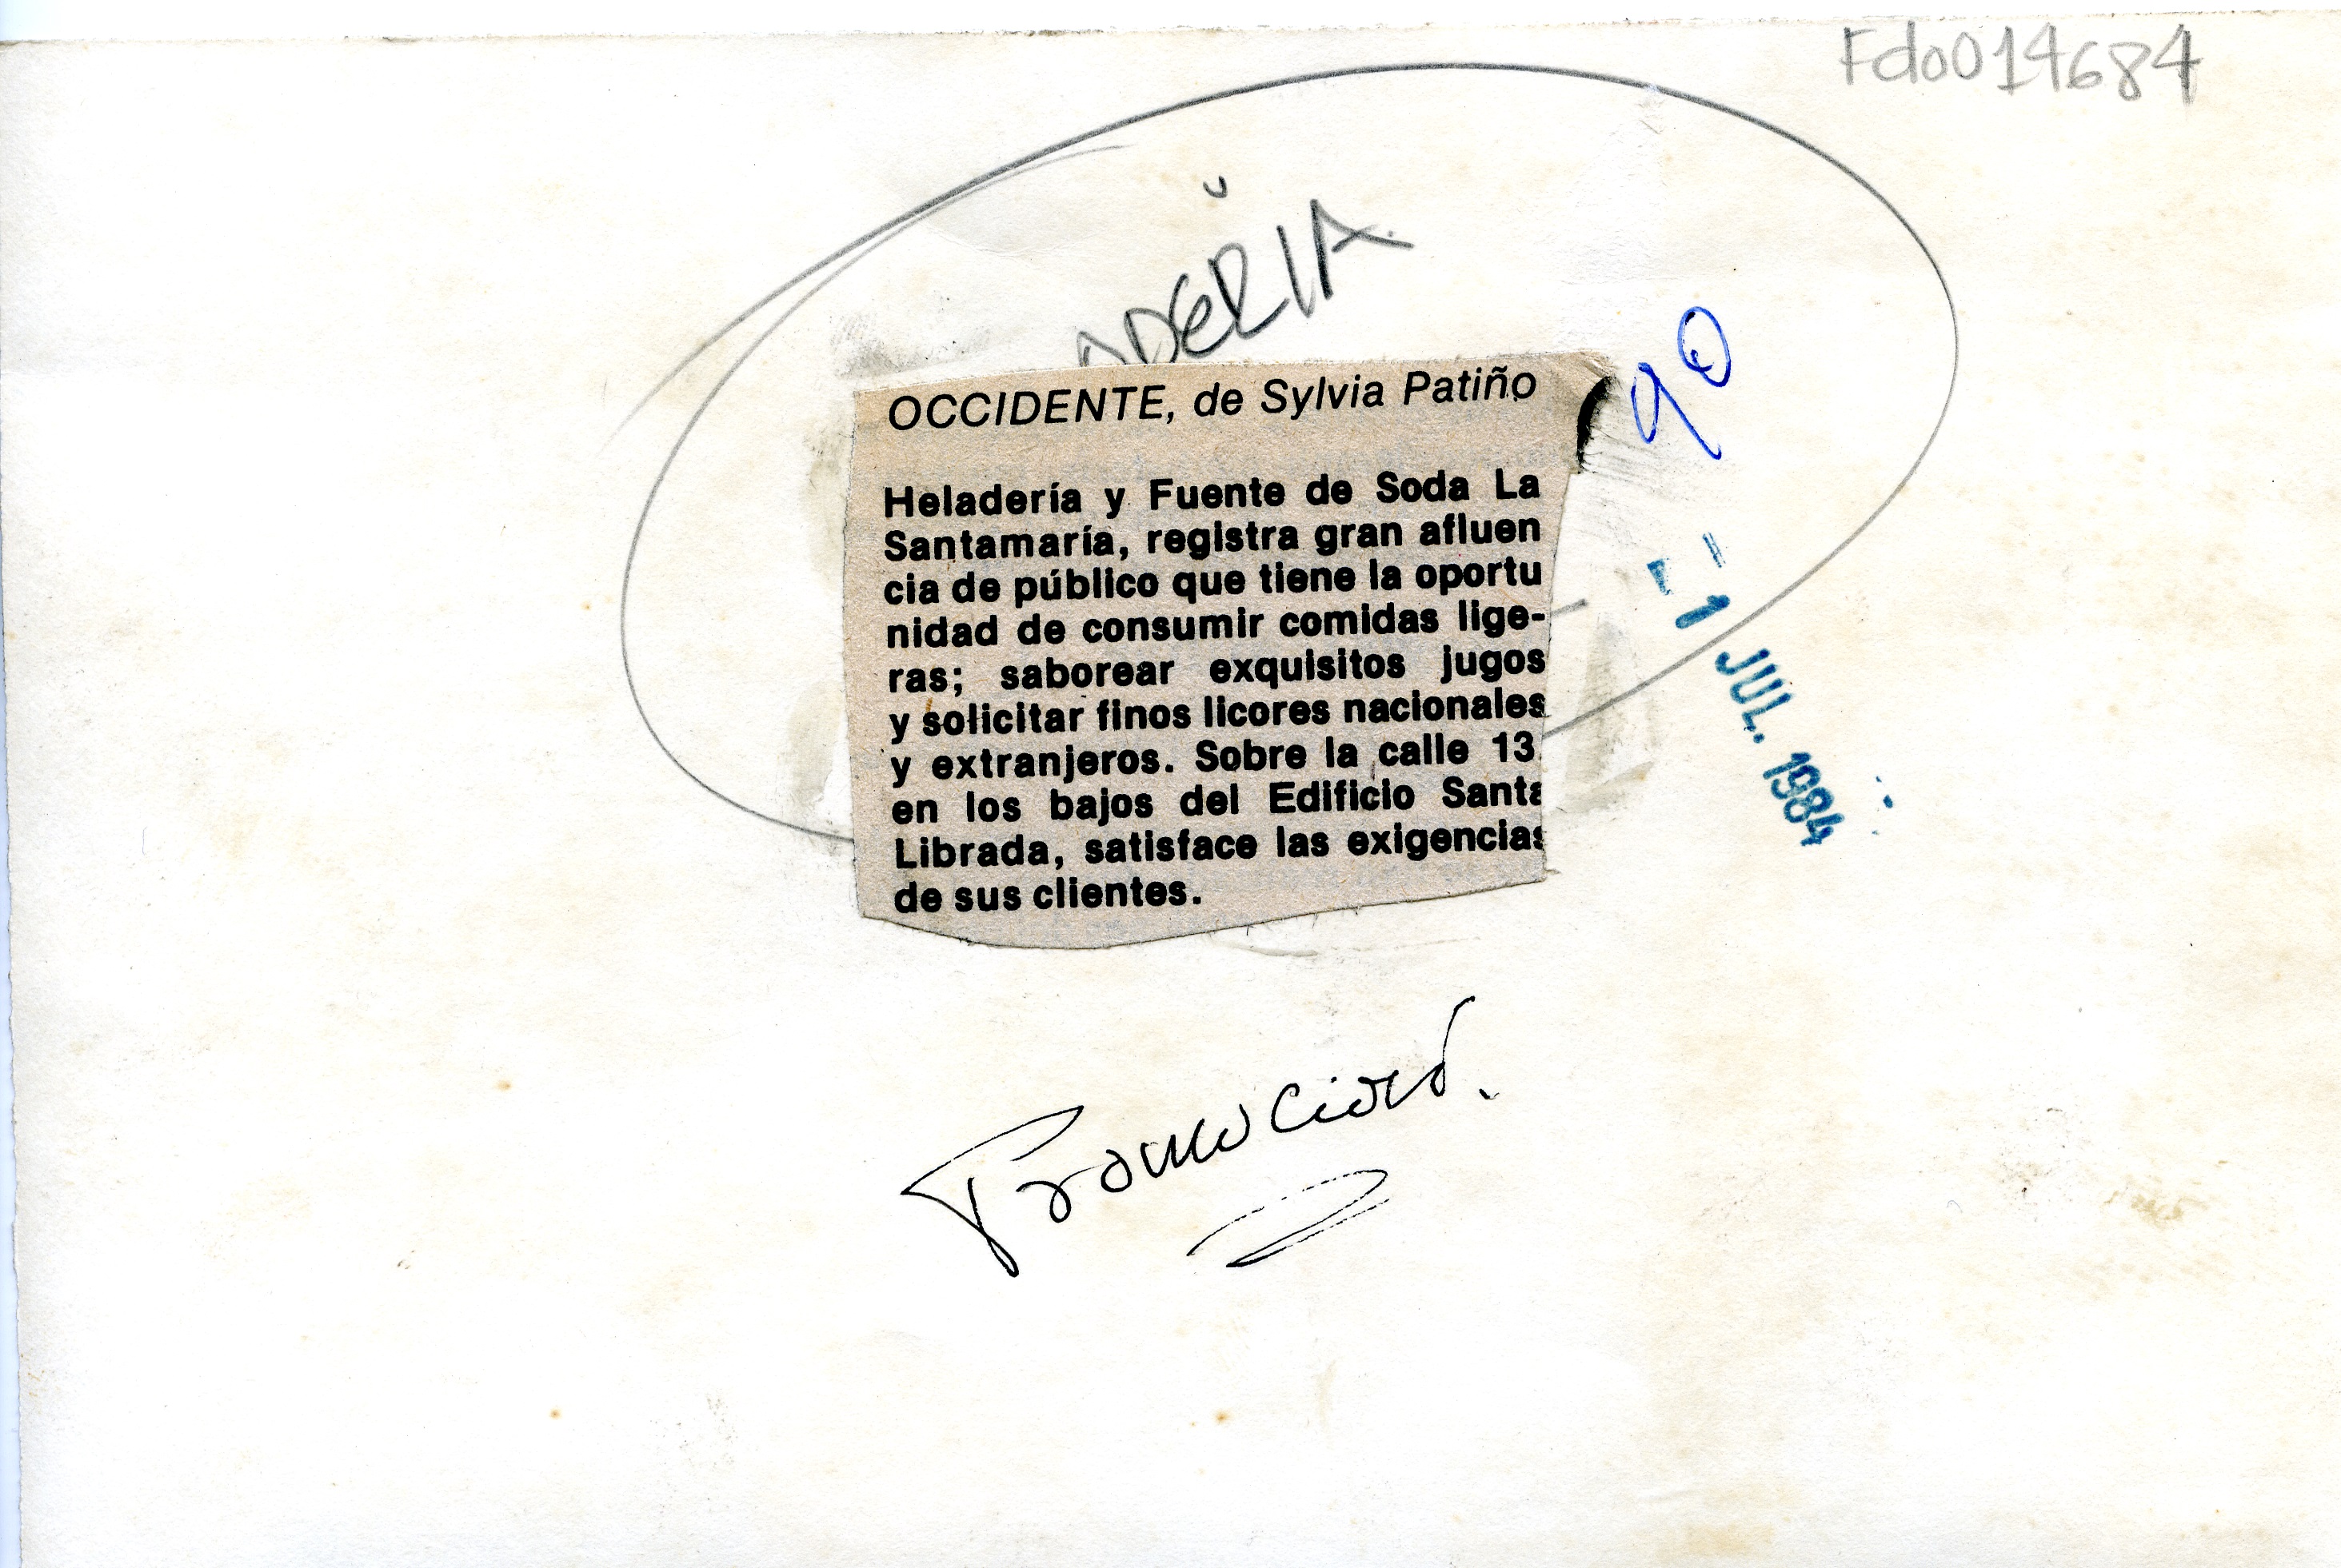 Fdo014684
ADERIA
90
OCCIDENTE, de Sylvia Patiño
Heladería y Fuente de Soda La
Santamaría, registra gran afluen
cia de público que tiene la oportu
nidad de consumir comidas lige-
ras; saborear exquisitos jugos
y solicitar finos licores nacionales
y extranjeros. Sobre la calle 13
en los bajos del Edificio Santa
Librada, satisface las exigencias
de sus clientes.
-1 JUL. 1984
Promoción.